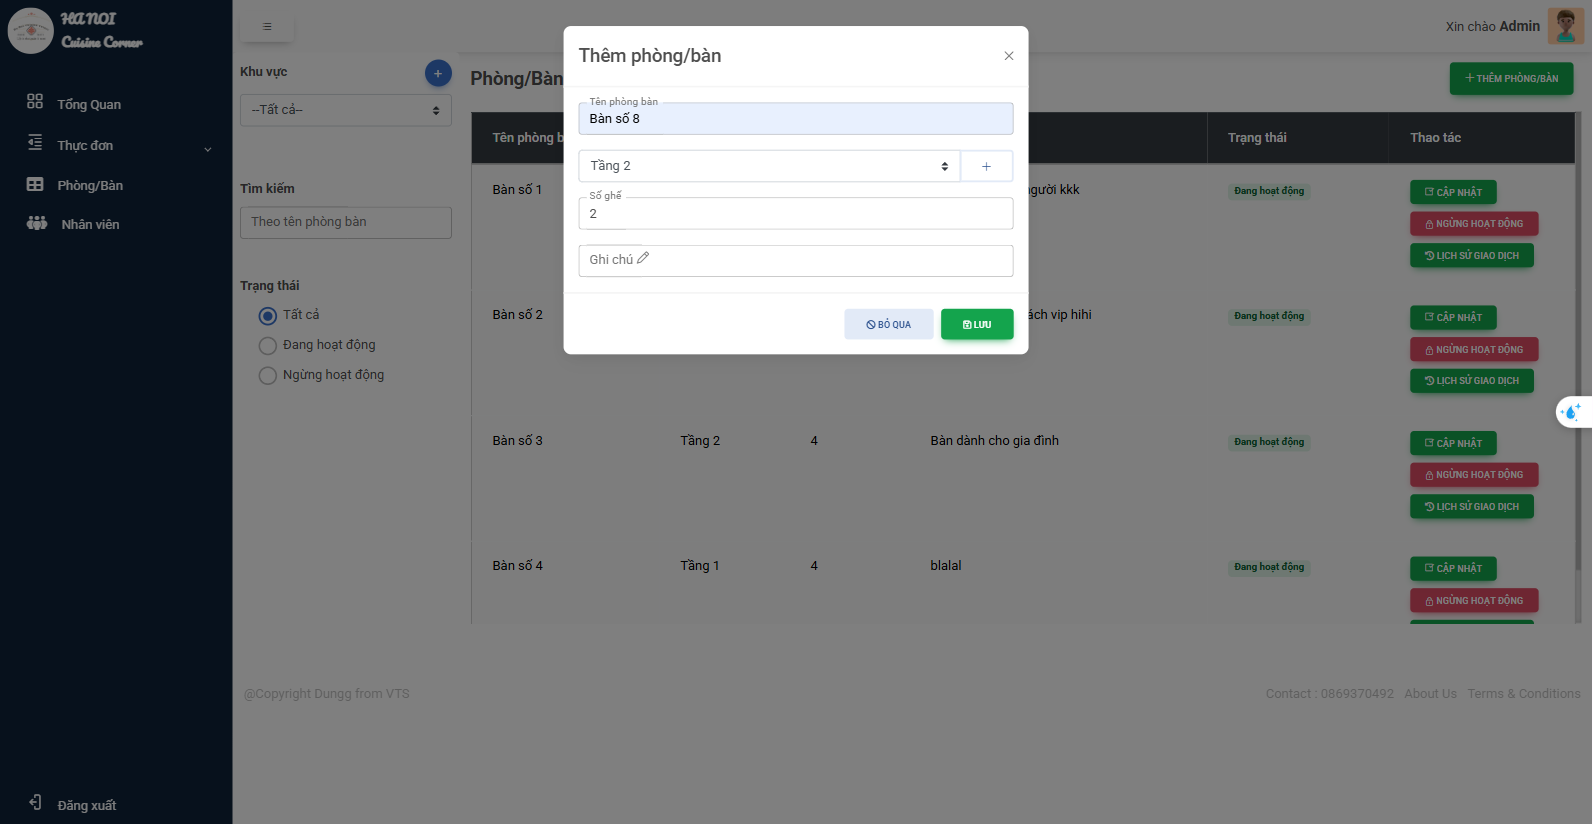 HA NOI
Cuisine Corner
Tổng Quan
Thực đơn
Phòng/Bàn
Nhân viên
Đăng xuất
Xin chào Admin
Khu vực
--Tất cả--
Tìm kiếm
Theo tên phòng bàn
Trạng thái
Tất cả
Đang hoạt động
Ngừng hoạt động
Phòng/Bàn
THÊM PHÒNG/BÀN
Thêm phòng/bàn
Tên phòng bàn
Bàn số 8
Tầng 2
Số ghế
2
Ghi chú
BỎ QUA
LƯU
Tên phòng b
Trạng thái
Thao tác
Bàn số 1
gười kkk
Đang hoạt động
CẬP NHẬT
NGỪNG HOẠT ĐỘNG
LỊCH SỬ GIAO DỊCH
Bàn số 2
ách vip hihi
Đang hoạt động
CẬP NHẬT
NGỪNG HOẠT ĐỘNG
LỊCH SỬ GIAO DỊCH
Bàn số 3
Tầng 2
4
Bàn dành cho gia đình
Đang hoạt động
CẬP NHẬT
NGỪNG HOẠT ĐỘNG
LỊCH SỬ GIAO DỊCH
Bàn số 4
Tầng 1
4
blalal
Đang hoạt động
CẬP NHẬT
NGỪNG HOẠT ĐỘNG
@Copyright Dungg from VTS
Contact : 0869370492 About Us Terms & Conditions